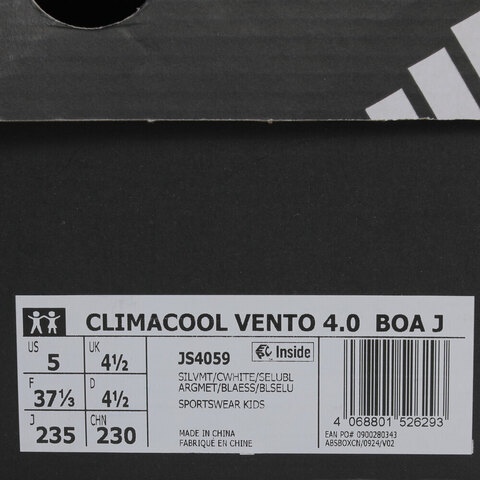 CLIMACOOL VENTO 4.0 BOA J
US 5 UK 4½
F 37⅓ D 4½
J 235 CHN 230
JS4059
Inside
SILVMT/CWHITE/SELUBL
ARGMET/BLAESS/BLSELU
SPORTSWEAR KIDS
MADE IN CHINA
FABRIQUÉ EN CHINE
4 068801 526293
EAN PO# 0900280343
ABSBOXCN/0924/V02